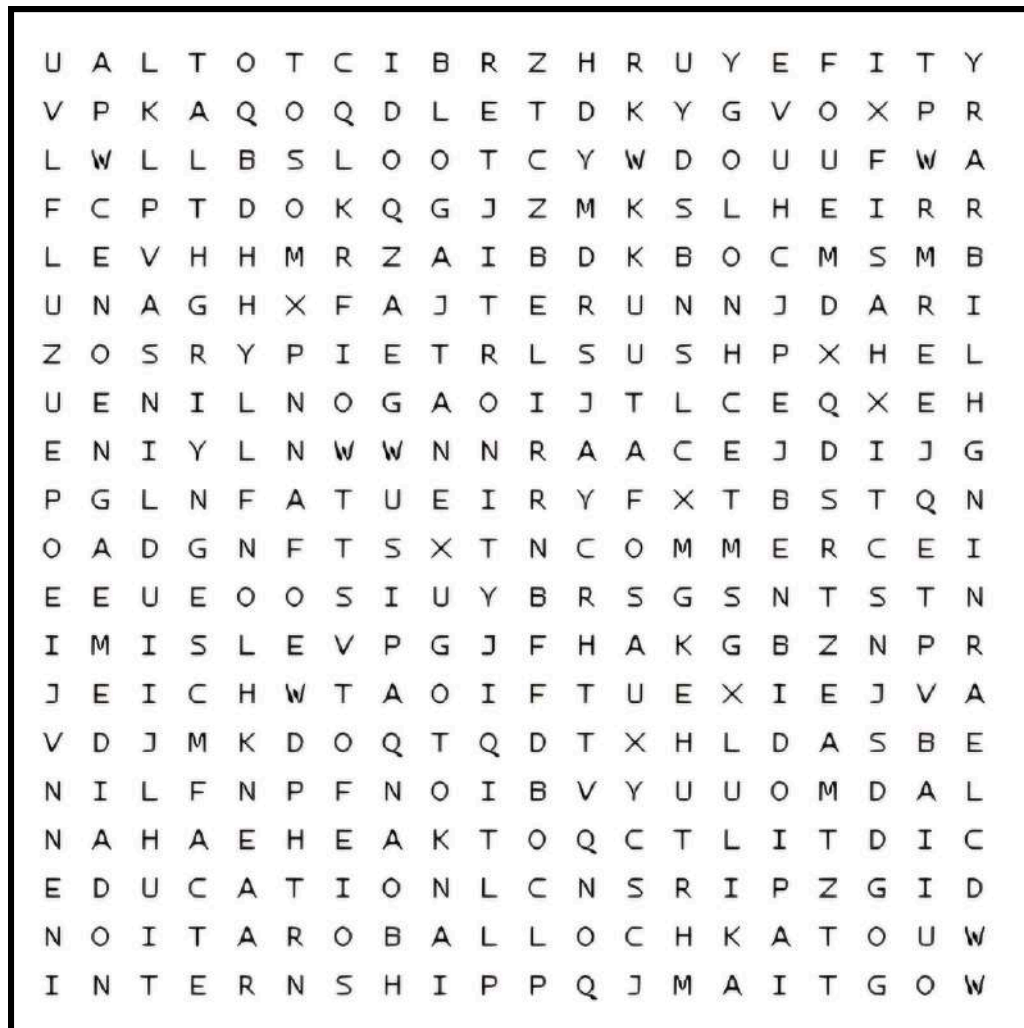 U A L T O T C I B R Z H R U Y E F I T Y
V P K A Q O Q D L E T D K Y G V O X P R
L W L L B S L O O T C Y W D O U U F W A
F C P T D O K Q G J Z M K S L H E I R R
L E V H H M R Z A I B D K B O C M S M B
U N A G H X F A J T E R U N N J D A R I
Z O S R Y P I E T R L S U S H P X H E L
U E N I L N O G A O I J T L C E Q X E H
E N I Y L N W W N N R A A C E J D I J G
P G L N F A T U E I R Y F X T B S T Q N
O A D G N F T S X T N C O M M E R C E I
E E U E O O S I U Y B R S G S N T S T N
I M I S L E V P G J F H A K G B Z N P R
J E I C H W T A O I F T U E X I E J V A
V D J M K D O Q T Q D T X H L D A S B E
N I L F N P F N O I B V Y U U O M D A L
N A H A E H E A K T O Q C T L I T D I C
E D U C A T I O N L C N S R I P Z G I D
N O I T A R O B A L L O C H K A T O U W
I N T E R N S H I P P Q J M A I T G O W